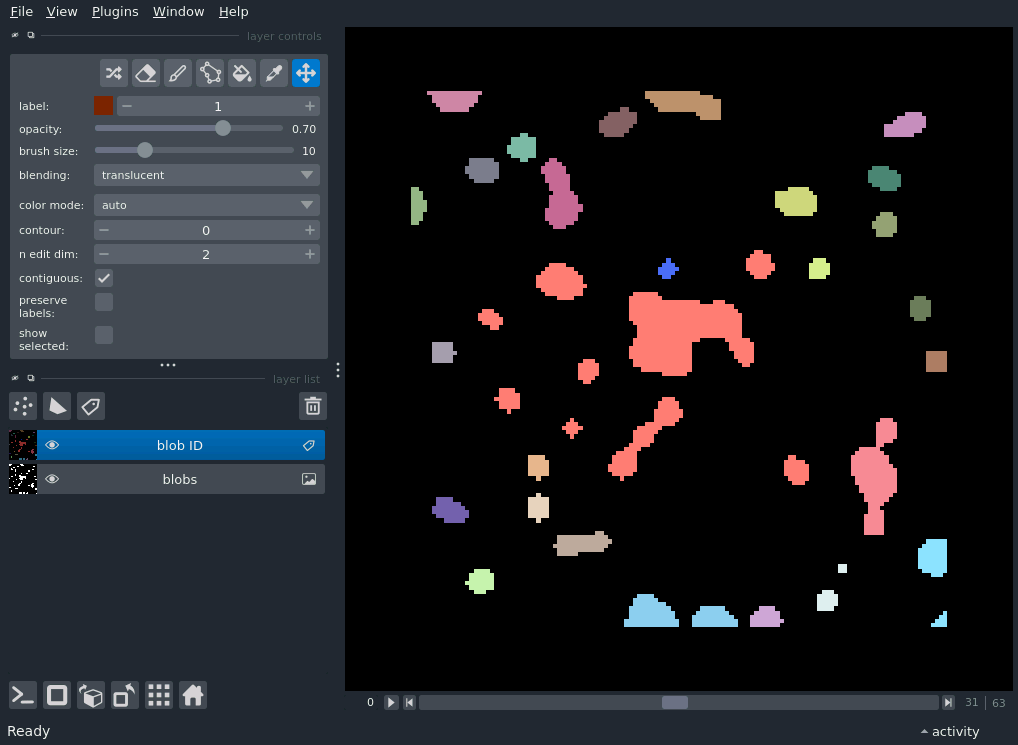 File View Plugins Window Help
layer controls
label: 1
opacity: 0.70
brush size: 10
blending: translucent
color mode: auto
contour: 0
n edit dim: 2
contiguous:
preserve
labels:
show
selected:
layer list
blob ID
blobs
0 31 63
Ready activity